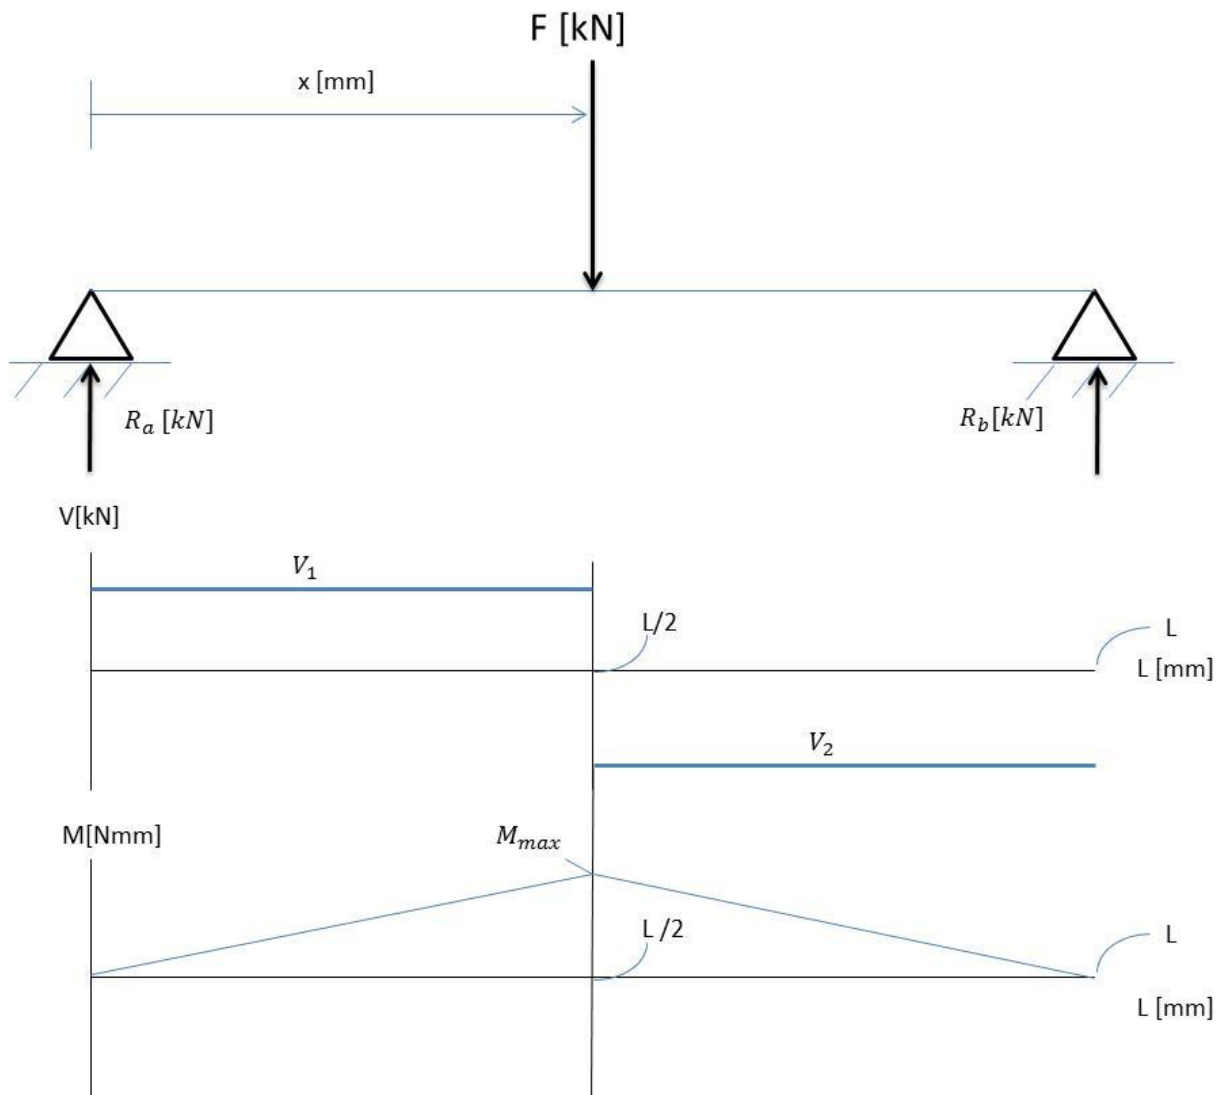 F [kN]
x [mm]
R_a [kN]
R_b[kN]
V[kN]
V_1
L/2
L
L [mm]
V_2
M[Nmm]
M_max
L /2
L
L [mm]